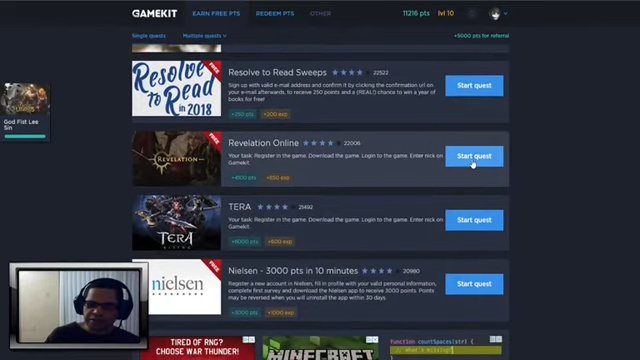 GAMEKIT
EARN FREE PTS
REDEEM PTS
OTHER
11216 pts
lvl 10
Single quests
Multiple quests
+5000 pts for referral
God Fist Lee
Sin
RESOLVE
to READ
IN 2018
FREE
Resolve to Read Sweeps
22522
Sign up with valid e-mail address and confirm it by clicking the confirmation url on
your e-mail afterwards, to receive 250 points and a (REAL!) chance to win a year of
books for free!
+250 pts
+200 exp
Start quest
REVELATION
FREE
Revelation Online
22006
Your task: Register in the game. Download the game. Login to the game. Enter nick on
Gamekit.
Start quest
TERA
FREE
TERA
21492
Your task: Register in the game. Download the game. Login to the game. Enter nick on
Gamekit.
+600 exp
Start quest
nielsen
FREE
Nielsen - 3000 pts in 10 minutes
20980
Register a new account in Nielsen, fill in profile with your valid personal information,
complete first survey and download the Nielsen app to receive 3000 points. Points
may be reversed when you will uninstall the app within 30 days.
+3000 pts
Start quest
TIRED OF RNG?
CHOOSE WAR THUNDER!
MINECRAFT
function countSpaces(str) {